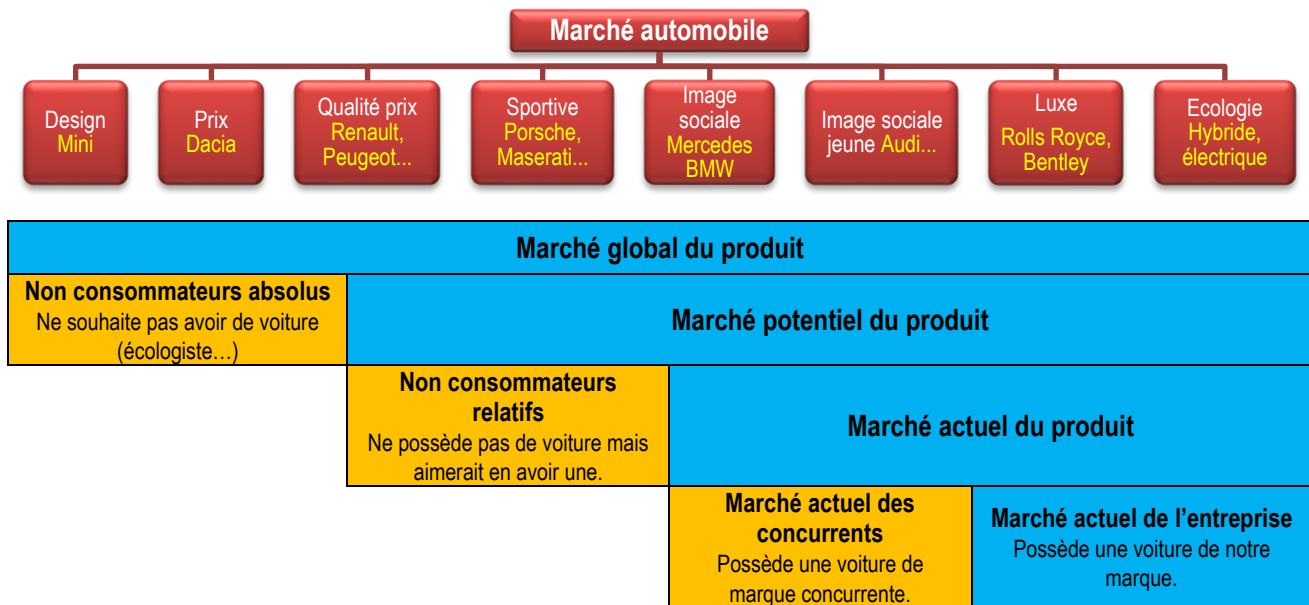 Marché automobile
Design
Mini
Prix
Dacia
Qualité prix
Renault,
Peugeot...
Sportive
Porsche,
Maserati...
Image
sociale
Mercedes
BMW
Image sociale
jeune Audi...
Luxe
Rolls Royce,
Bentley
Ecologie
Hybride,
électrique
Marché global du produit
Non consommateurs absolus
Ne souhaite pas avoir de voiture
(écologiste…)
Marché potentiel du produit
Non consommateurs
relatifs
Ne possède pas de voiture mais
aimerait en avoir une.
Marché actuel du produit
Marché actuel des
concurrents
Possède une voiture de
marque concurrente.
Marché actuel de l’entreprise
Possède une voiture de notre
marque.